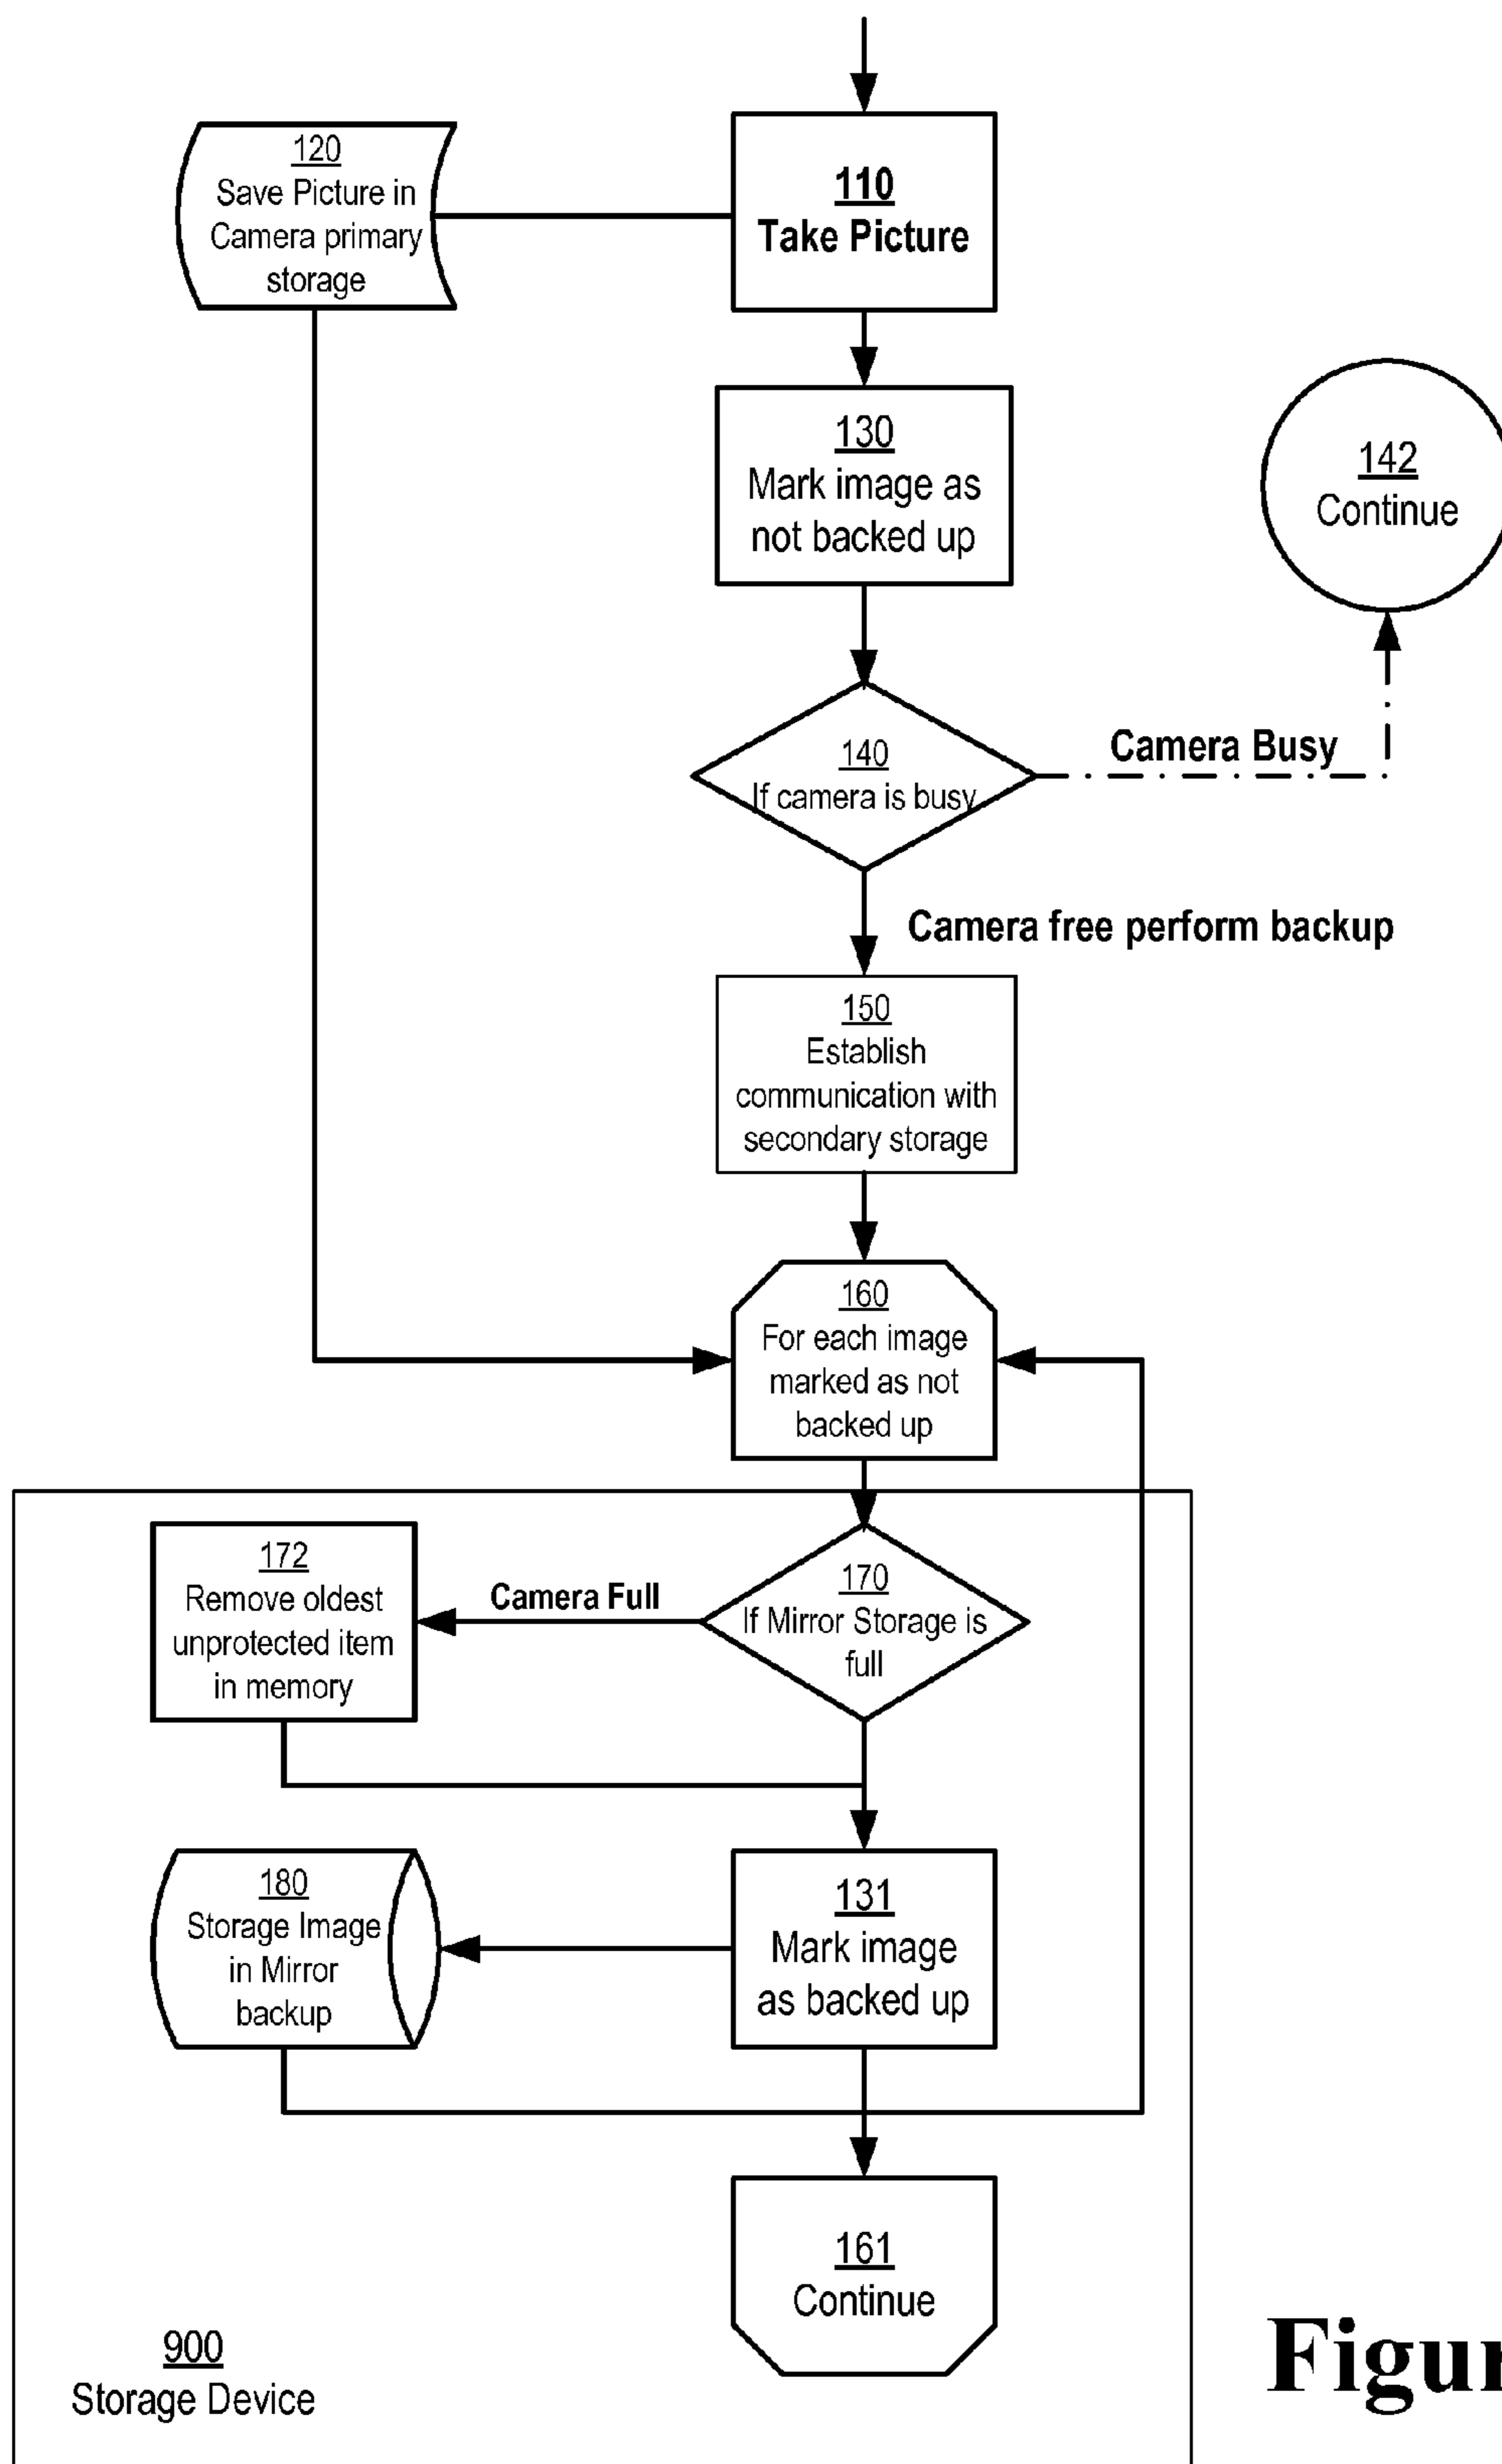 120
Save Picture in
Camera primary
storage
110
Take Picture
130
Mark image as
not backed up
142
Continue
140
If camera is busy
Camera Busy
Camera free perform backup
150
Establish
communication with
secondary storage
160
For each image
marked as not
backed up
172
Remove oldest
unprotected item
in memory
Camera Full
170
If Mirror Storage is
full
180
Storage Image
in Mirror
backup
131
Mark image
as backed up
161
Continue
900
Storage Device